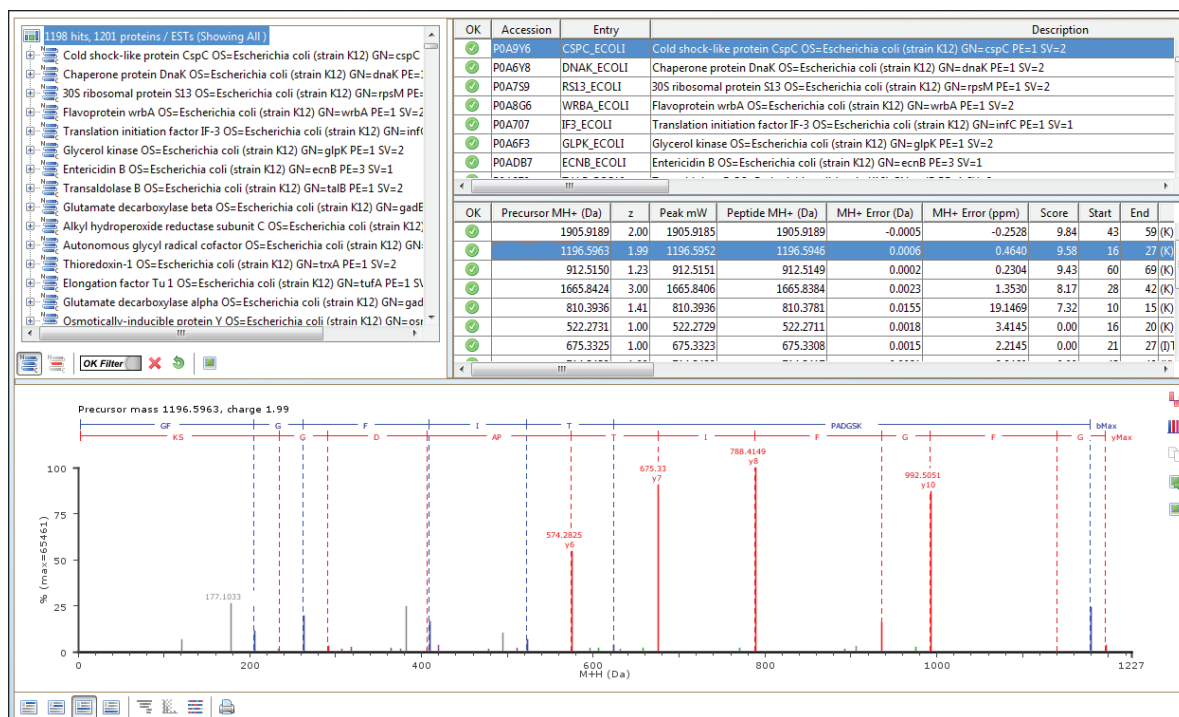 1198 hits, 1201 proteins / ESTs (Showing All )
Cold shock-like protein CspC OS=Escherichia coli (strain K12) GN=cspC
Chaperone protein DnaK OS=Escherichia coli (strain K12) GN=dnaK PE=1
30S ribosomal protein S13 OS=Escherichia coli (strain K12) GN=rpsM PE=
Flavoprotein wrbA OS=Escherichia coli (strain K12) GN=wrbA PE=1 SV=2
Translation initiation factor IF-3 OS=Escherichia coli (strain K12) GN=infC
Glycerol kinase OS=Escherichia coli (strain K12) GN=glpK PE=1 SV=2
Entericidin B OS=Escherichia coli (strain K12) GN=ecnB PE=3 SV=1
Transaldolase B OS=Escherichia coli (strain K12) GN=talB PE=1 SV=2
Glutamate decarboxylase beta OS=Escherichia coli (strain K12) GN=gadB
Alkyl hydroperoxide reductase subunit C OS=Escherichia coli (strain K12)
Autonomous glycyl radical cofactor OS=Escherichia coli (strain K12) GN=
Thioredoxin-1 OS=Escherichia coli (strain K12) GN=trxA PE=1 SV=2
Elongation factor Tu 1 OS=Escherichia coli (strain K12) GN=tufA PE=1 SV=
Glutamate decarboxylase alpha OS=Escherichia coli (strain K12) GN=gad
Osmotically-inducible protein Y OS=Escherichia coli (strain K12) GN=osm
OK Filter
OK Accession Entry Description
P0A9Y6 CSPC_ECOLI Cold shock-like protein CspC OS=Escherichia coli (strain K12) GN=cspC PE=1 SV=2
P0A6Y8 DNAK_ECOLI Chaperone protein DnaK OS=Escherichia coli (strain K12) GN=dnaK PE=1 SV=2
P0A7S9 RS13_ECOLI 30S ribosomal protein S13 OS=Escherichia coli (strain K12) GN=rpsM PE=1 SV=2
P0A8G6 WRBA_ECOLI Flavoprotein wrbA OS=Escherichia coli (strain K12) GN=wrbA PE=1 SV=2
P0A707 IF3_ECOLI Translation initiation factor IF-3 OS=Escherichia coli (strain K12) GN=infC PE=1 SV=1
P0A6F3 GLPK_ECOLI Glycerol kinase OS=Escherichia coli (strain K12) GN=glpK PE=1 SV=2
P0ADB7 ECNB_ECOLI Entericidin B OS=Escherichia coli (strain K12) GN=ecnB PE=3 SV=1
OK Precursor MH+ (Da) z Peak mW Peptide MH+ (Da) MH+ Error (Da) MH+ Error (ppm) Score Start End
1905.9189 2.00 1905.9185 1905.9189 -0.0005 -0.2528 9.84 43 59 (K)
1196.5963 1.99 1196.5952 1196.5946 0.0006 0.4640 9.58 16 27 (K)
912.5150 1.23 912.5151 912.5149 0.0002 0.2304 9.43 60 69 (K)
1665.8424 3.00 1665.8406 1665.8384 0.0023 1.3530 8.17 28 42 (K)
810.3936 1.41 810.3936 810.3781 0.0155 19.1469 7.32 10 15 (K)
522.2731 1.00 522.2729 522.2711 0.0018 3.4145 0.00 16 20 (K)
675.3325 1.00 675.3323 675.3308 0.0015 2.2145 0.00 21 27 (I)T
Precursor mass 1196.5963, charge 1.99
GF G F I T PADGSK bMax
KS G D AP T I F G F G yMax
100
75
50
25
0
% (max=65461)
177.1033
574.2825
y6
675.33
y7
788.4149
y8
992.5051
y10
0 200 400 600 800 1000 1227
M+H (Da)